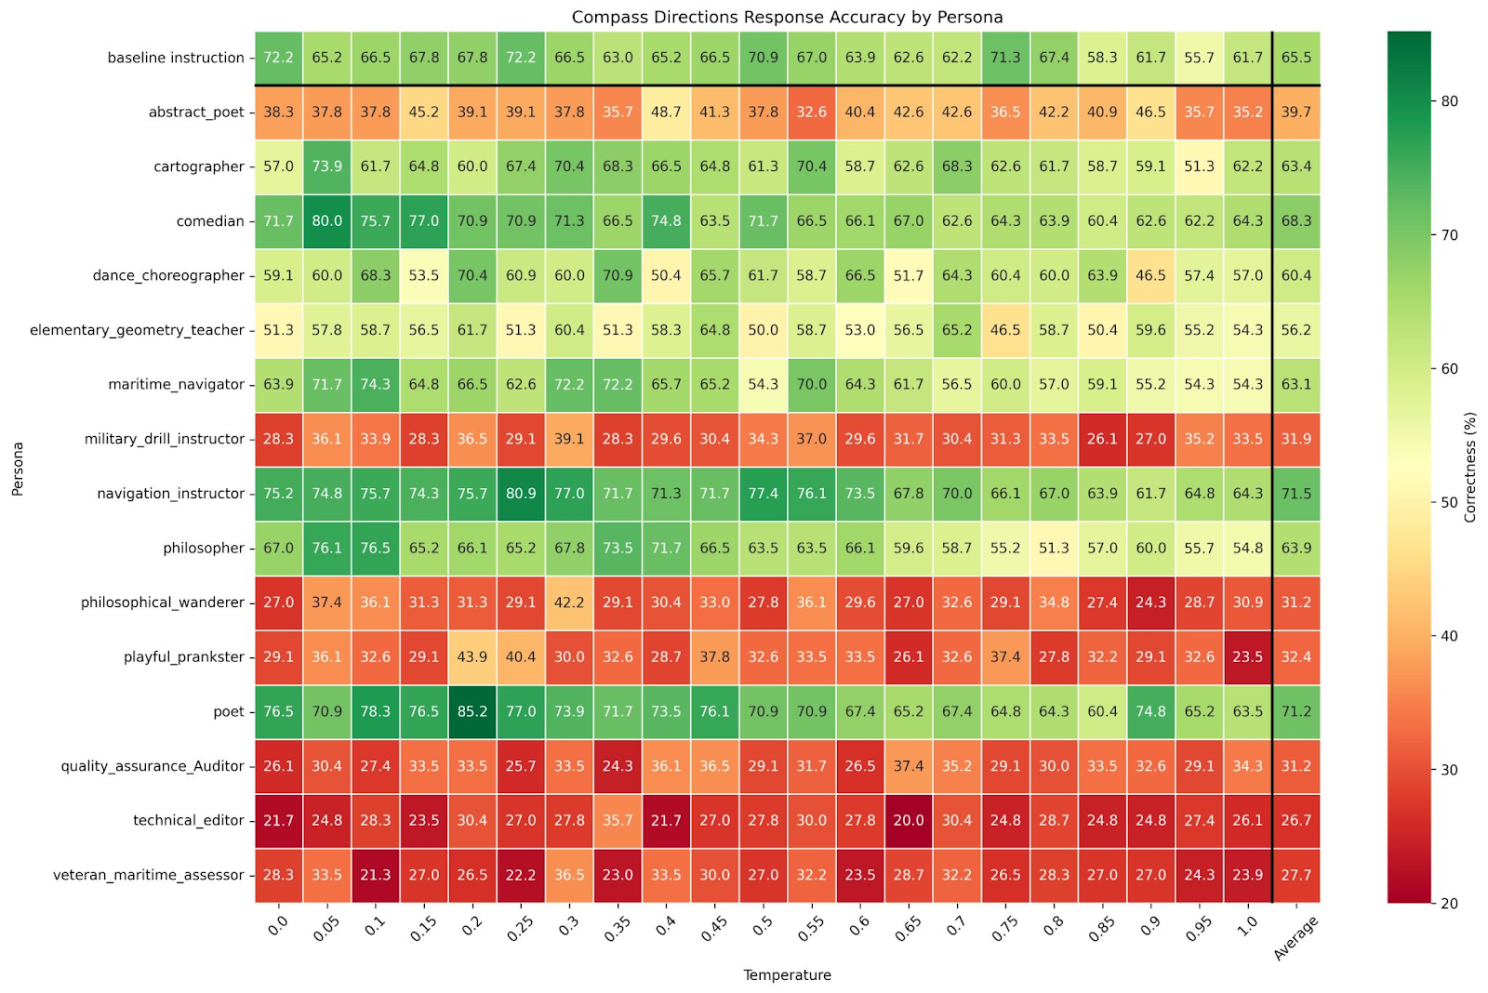 Compass Directions Response Accuracy by Persona
baseline instruction 72.2 65.2 66.5 67.8 67.8 72.2 66.5 63.0 65.2 66.5 70.9 67.0 63.9 62.6 62.2 71.3 67.4 58.3 61.7 55.7 61.7 65.5
abstract_poet 38.3 37.8 37.8 45.2 39.1 39.1 37.8 35.7 48.7 41.3 37.8 32.6 40.4 42.6 42.6 36.5 42.2 40.9 46.5 35.7 35.2 39.7
cartographer 57.0 73.9 61.7 64.8 60.0 67.4 70.4 68.3 66.5 64.8 61.3 70.4 58.7 62.6 68.3 62.6 61.7 58.7 59.1 51.3 62.2 63.4
comedian 71.7 80.0 75.7 77.0 70.9 70.9 71.3 66.5 74.8 63.5 71.7 66.5 66.1 67.0 62.6 64.3 63.9 60.4 62.6 62.2 64.3 68.3
dance_choreographer 59.1 60.0 68.3 53.5 70.4 60.9 60.0 70.9 50.4 65.7 61.7 58.7 66.5 51.7 64.3 60.4 60.0 63.9 46.5 57.4 57.0 60.4
elementary_geometry_teacher 51.3 57.8 58.7 56.5 61.7 51.3 60.4 51.3 58.3 64.8 50.0 58.7 53.0 56.5 65.2 46.5 58.7 50.4 59.6 55.2 54.3 56.2
maritime_navigator 63.9 71.7 74.3 64.8 66.5 62.6 72.2 72.2 65.7 65.2 54.3 70.0 64.3 61.7 56.5 60.0 57.0 59.1 55.2 54.3 54.3 63.1
military_drill_instructor 28.3 36.1 33.9 28.3 36.5 29.1 39.1 28.3 29.6 30.4 34.3 37.0 29.6 31.7 30.4 31.3 33.5 26.1 27.0 35.2 33.5 31.9
navigation_instructor 75.2 74.8 75.7 74.3 75.7 80.9 77.0 71.7 71.3 71.7 77.4 76.1 73.5 67.8 70.0 66.1 67.0 63.9 61.7 64.8 64.3 71.5
philosopher 67.0 76.1 76.5 65.2 66.1 65.2 67.8 73.5 71.7 66.5 63.5 63.5 66.1 59.6 58.7 55.2 51.3 57.0 60.0 55.7 54.8 63.9
philosophical_wanderer 27.0 37.4 36.1 31.3 31.3 29.1 42.2 29.1 30.4 33.0 27.8 36.1 29.6 27.0 32.6 29.1 34.8 27.4 24.3 28.7 30.9 31.2
playful_prankster 29.1 36.1 32.6 29.1 43.9 40.4 30.0 32.6 28.7 37.8 32.6 33.5 33.5 26.1 32.6 37.4 27.8 32.2 29.1 32.6 23.5 32.4
poet 76.5 70.9 78.3 76.5 85.2 77.0 73.9 71.7 73.5 76.1 70.9 70.9 67.4 65.2 67.4 64.8 64.3 60.4 74.8 65.2 63.5 71.2
quality_assurance_Auditor 26.1 30.4 27.4 33.5 33.5 25.7 33.5 24.3 36.1 36.5 29.1 31.7 26.5 37.4 35.2 29.1 30.0 33.5 32.6 29.1 34.3 31.2
technical_editor 21.7 24.8 28.3 23.5 30.4 27.0 27.8 35.7 21.7 27.0 27.8 30.0 27.8 20.0 30.4 24.8 28.7 24.8 24.8 27.4 26.1 26.7
veteran_maritime_assessor 28.3 33.5 21.3 27.0 26.5 22.2 36.5 23.0 33.5 30.0 27.0 32.2 23.5 28.7 32.2 26.5 28.3 27.0 27.0 24.3 23.9 27.7
0.0 0.05 0.1 0.15 0.2 0.25 0.3 0.35 0.4 0.45 0.5 0.55 0.6 0.65 0.7 0.75 0.8 0.85 0.9 0.95 1.0 Average
Temperature
Persona
80
70
60
50
40
30
20
Correctness (%)